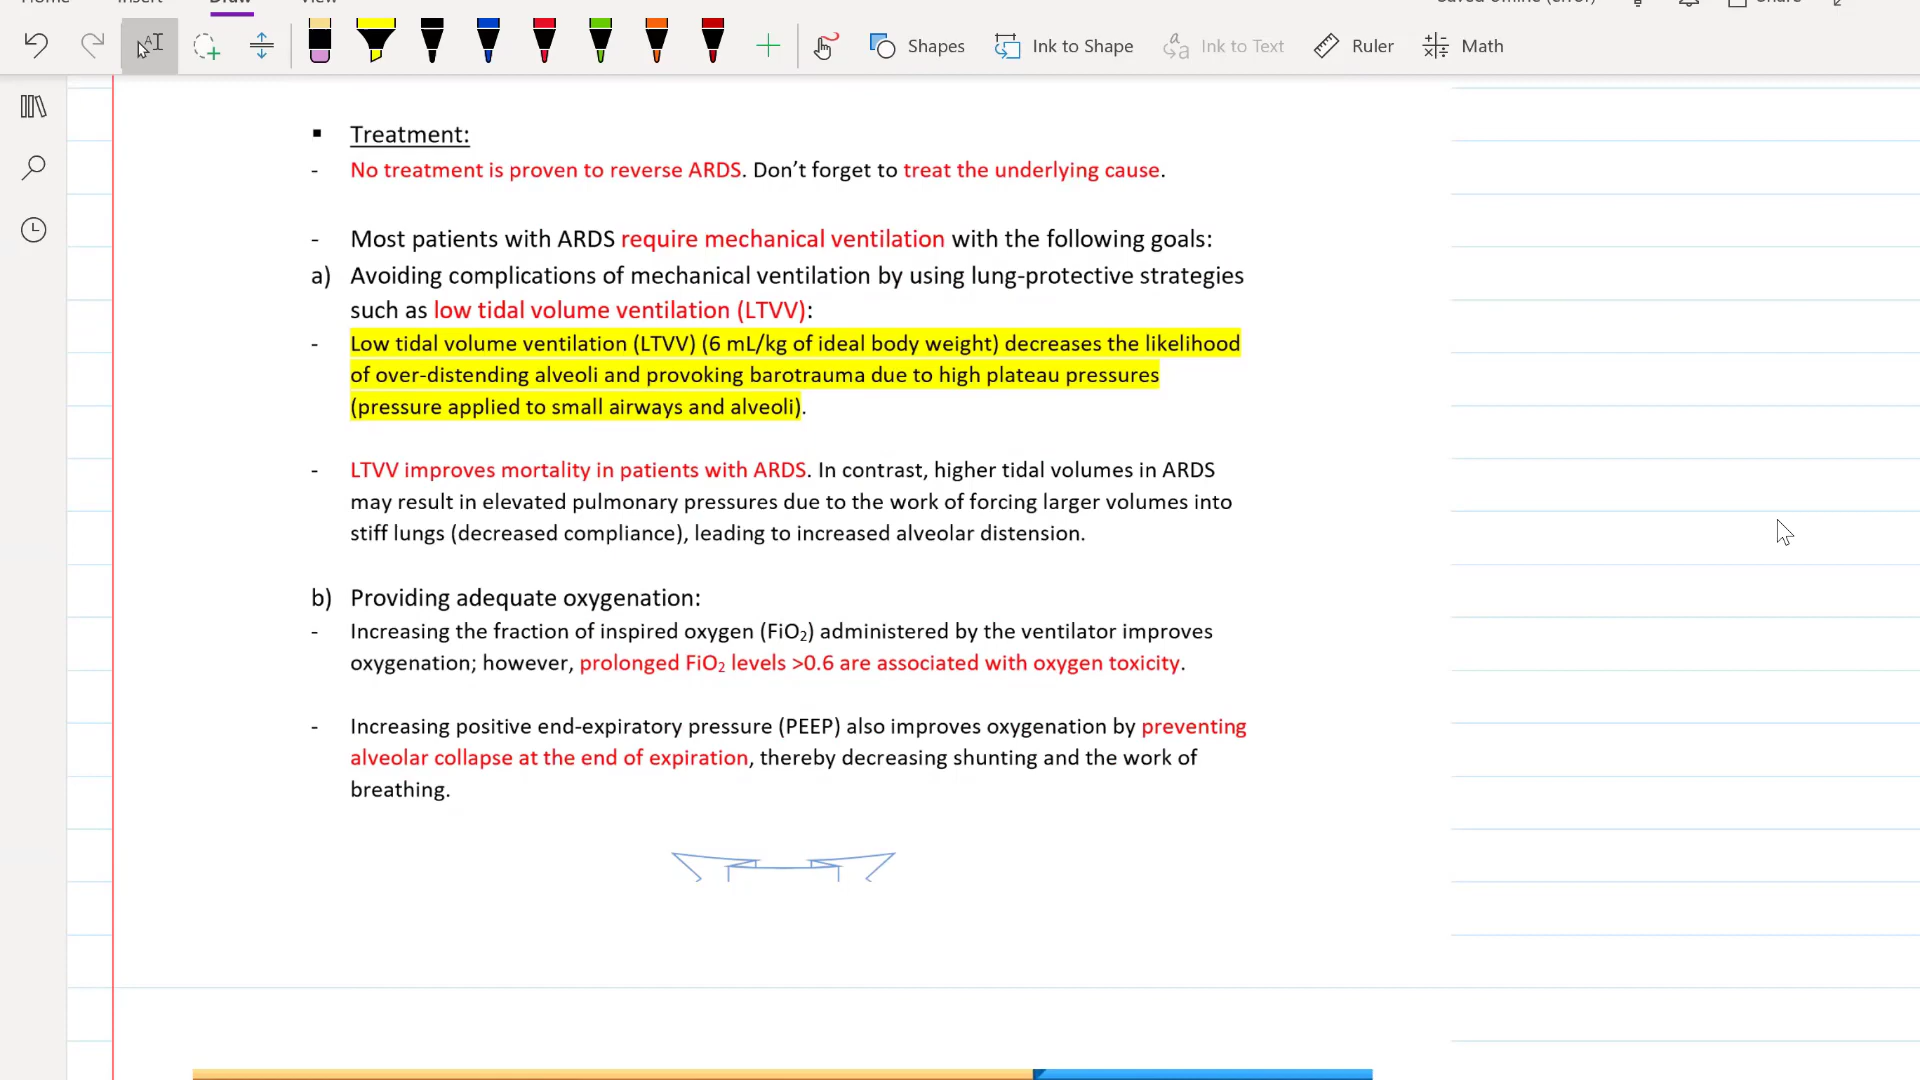 Home Insert Draw View
Saved online (error) Share
Shapes Ink to Shape Ink to Text Ruler Math
▪ Treatment:
- No treatment is proven to reverse ARDS. Don’t forget to treat the underlying cause.
- Most patients with ARDS require mechanical ventilation with the following goals:
a) Avoiding complications of mechanical ventilation by using lung-protective strategies
such as low tidal volume ventilation (LTVV):
- Low tidal volume ventilation (LTVV) (6 mL/kg of ideal body weight) decreases the likelihood
of over-distending alveoli and provoking barotrauma due to high plateau pressures
(pressure applied to small airways and alveoli).
- LTVV improves mortality in patients with ARDS. In contrast, higher tidal volumes in ARDS
may result in elevated pulmonary pressures due to the work of forcing larger volumes into
stiff lungs (decreased compliance), leading to increased alveolar distension.
b) Providing adequate oxygenation:
- Increasing the fraction of inspired oxygen (FiO₂) administered by the ventilator improves
oxygenation; however, prolonged FiO₂ levels >0.6 are associated with oxygen toxicity.
- Increasing positive end-expiratory pressure (PEEP) also improves oxygenation by preventing
alveolar collapse at the end of expiration, thereby decreasing shunting and the work of
breathing.